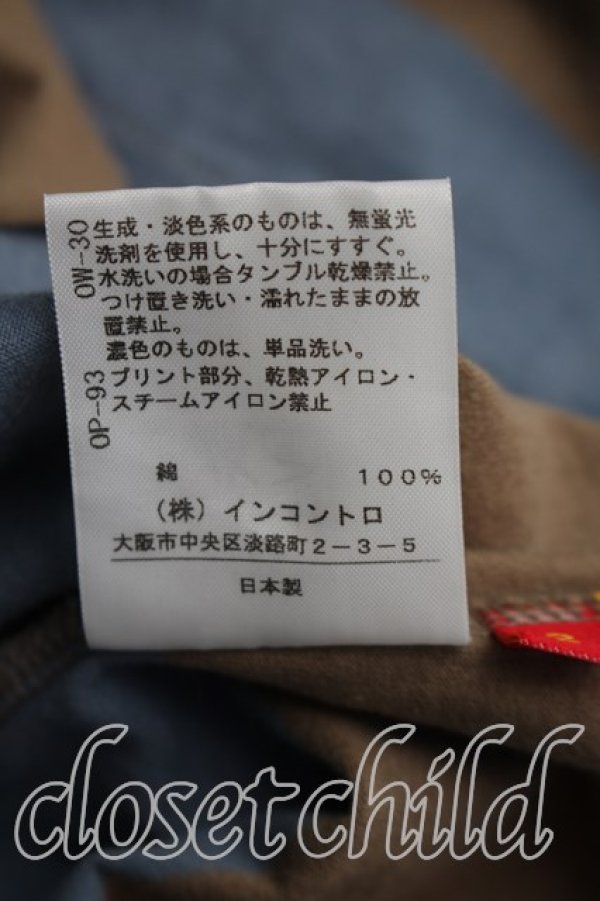 OW-30
生成・淡色系のものは、無蛍光
洗剤を使用し、十分にすすぐ。
水洗いの場合タンブル乾燥禁止。
つけ置き洗い・濡れたままの放
置禁止。
濃色のものは、単品洗い。
OP-93
プリント部分、乾熱アイロン・
スチームアイロン禁止
綿 100%
（株）インコントロ
大阪市中央区淡路町2-3-5
日本製
closet child